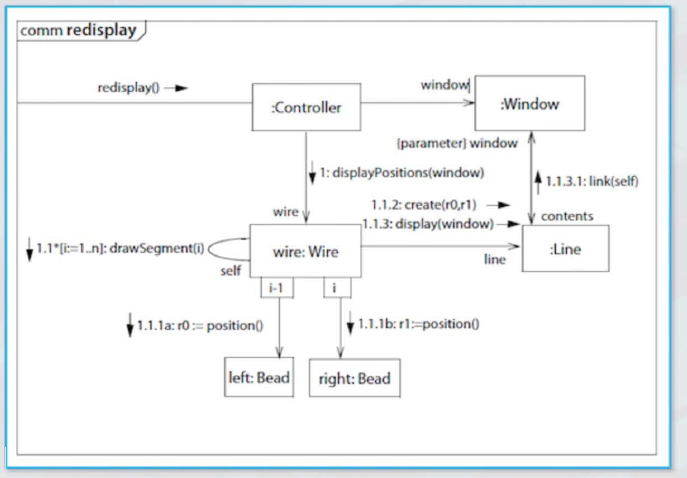 comm redisplay
redisplay()
window
:Controller
:Window
{parameter} window
1: displayPositions(window)
1.1.3.1: link(self)
1.1.2: create(r0,r1)
wire
contents
1.1.3: display(window)
1.1*[i:=1..n]: drawSegment(i)
wire: Wire
:Line
line
self
i-1
i
1.1.1a: r0 := position()
1.1.1b: r1:=position()
left: Bead
right: Bead